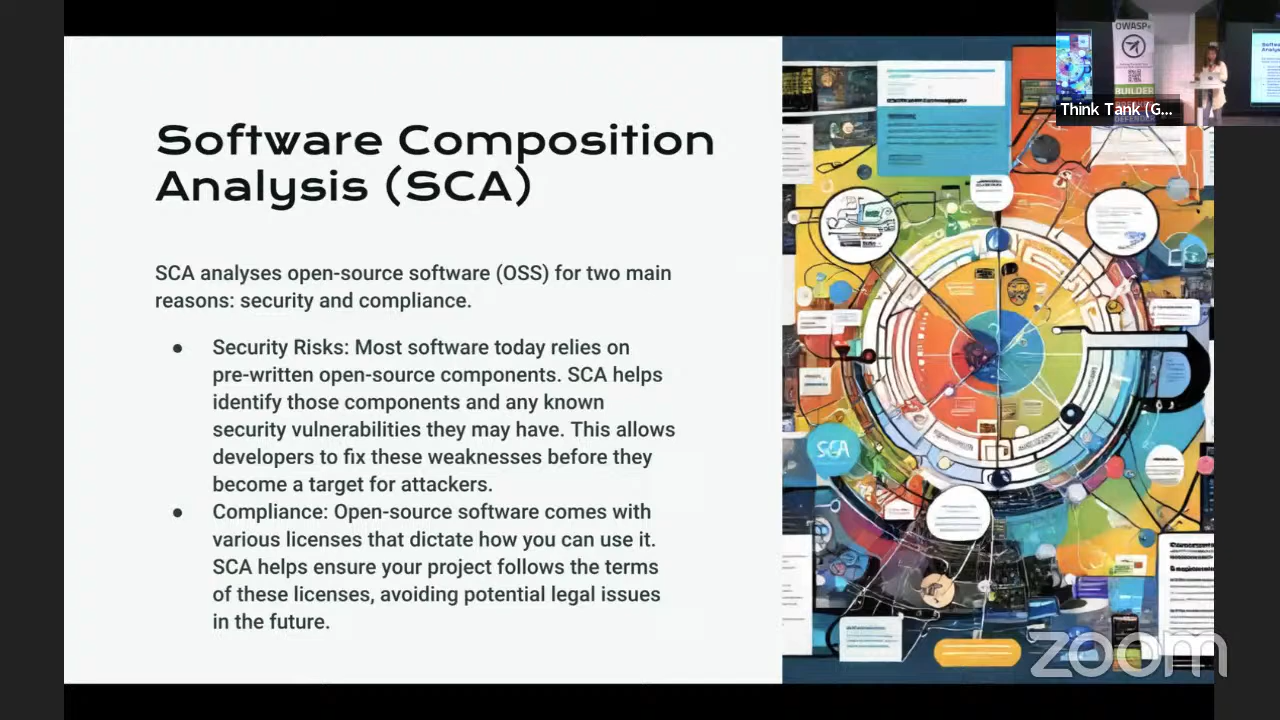 OWASP
BUILDER
DEFENDER
Think Tank (G...
Software Composition
Analysis (SCA)
SCA analyses open-source software (OSS) for two main
reasons: security and compliance.
● Security Risks: Most software today relies on
pre-written open-source components. SCA helps
identify those components and any known
security vulnerabilities they may have. This allows
developers to fix these weaknesses before they
become a target for attackers.
● Compliance: Open-source software comes with
various licenses that dictate how you can use it.
SCA helps ensure your project follows the terms
of these licenses, avoiding potential legal issues
in the future.
SCA
zoom